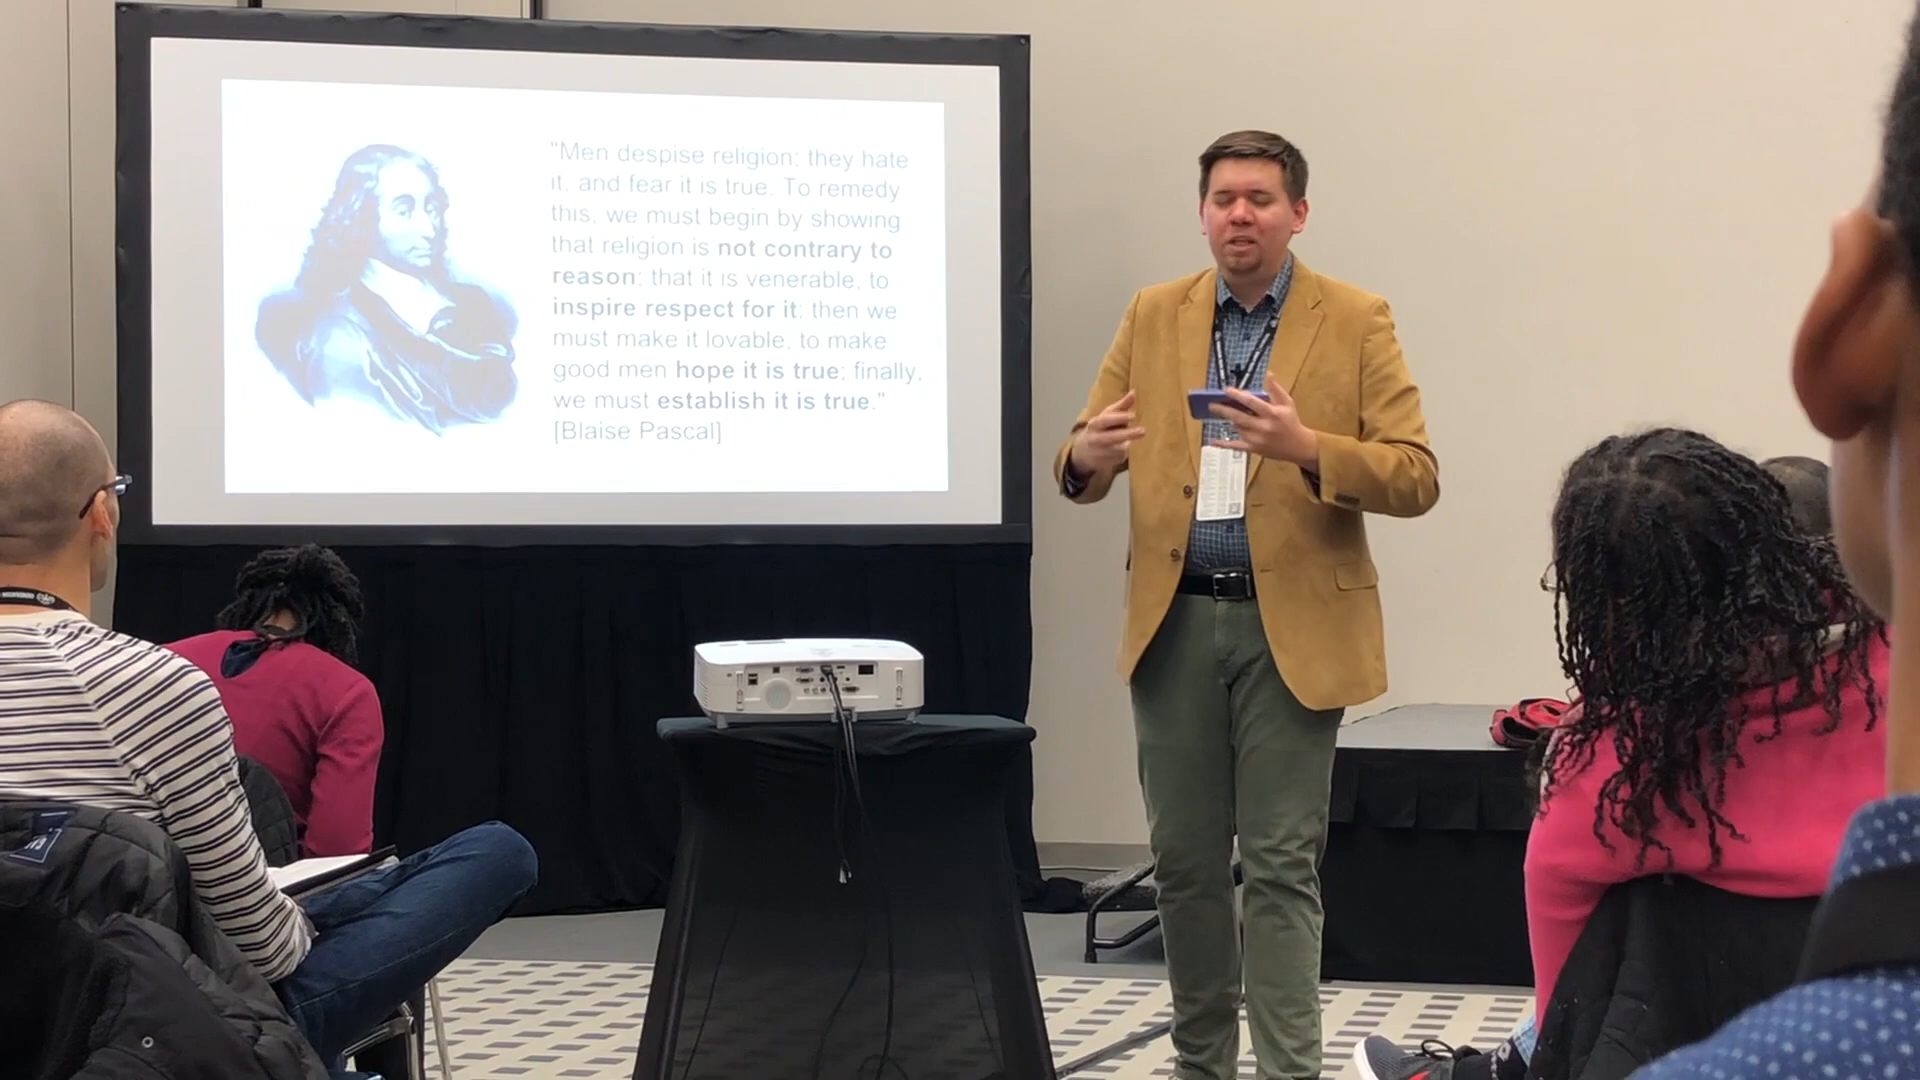 "Men despise religion; they hate
it, and fear it is true. To remedy
this, we must begin by showing
that religion is not contrary to
reason; that it is venerable, to
inspire respect for it; then we
must make it lovable, to make
good men hope it is true; finally,
we must establish it is true."
[Blaise Pascal]